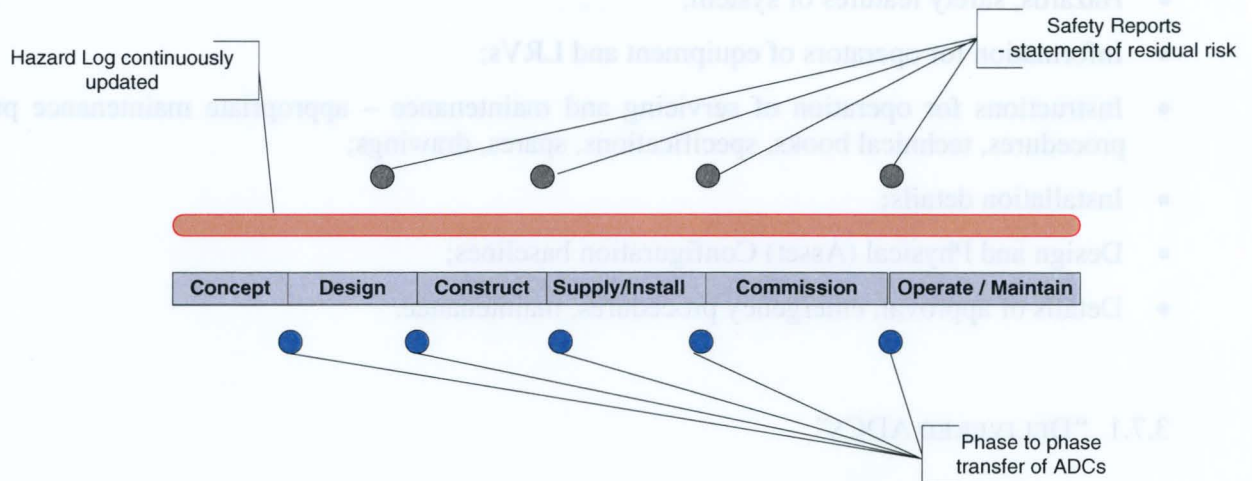 Safety Reports
- statement of residual risk
Hazard Log continuously
updated
Concept
Design
Construct
Supply/Install
Commission
Operate / Maintain
Phase to phase
transfer of ADCs